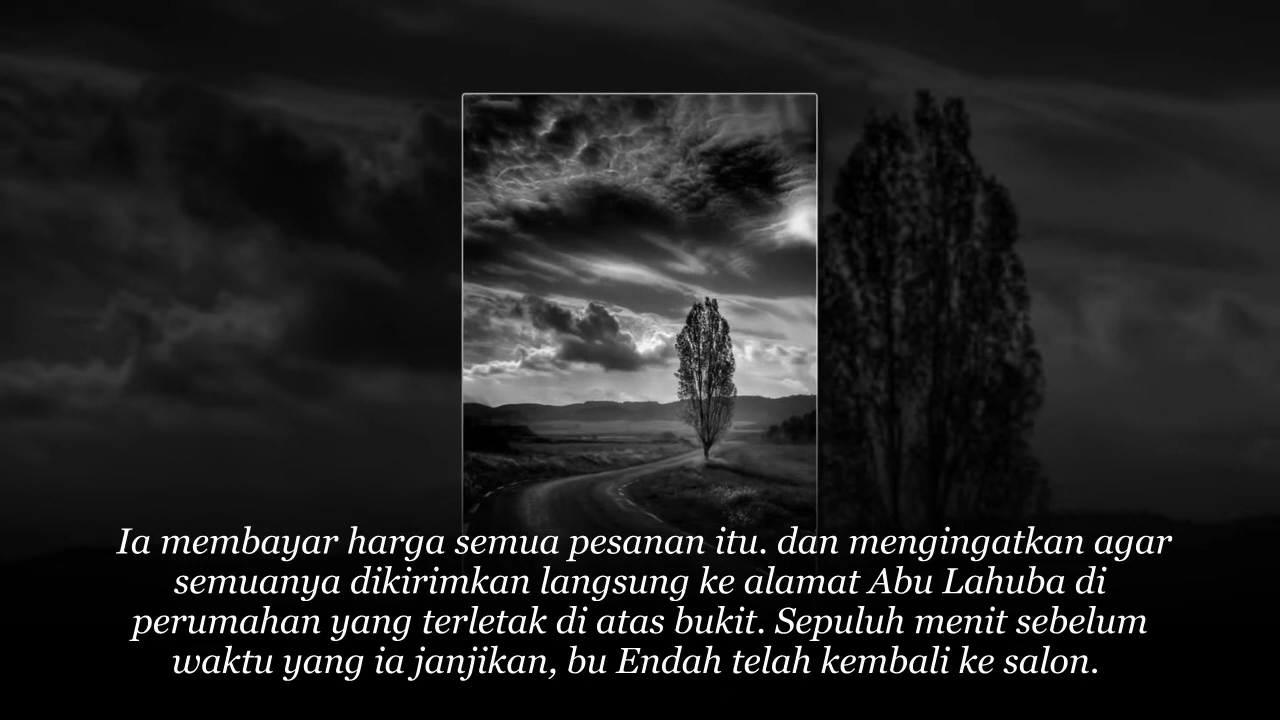 Ia membayar harga semua pesanan itu. dan mengingatkan agar
semuanya dikirimkan langsung ke alamat Abu Lahuba di
perumahan yang terletak di atas bukit. Sepuluh menit sebelum
waktu yang ia janjikan, bu Endah telah kembali ke salon.